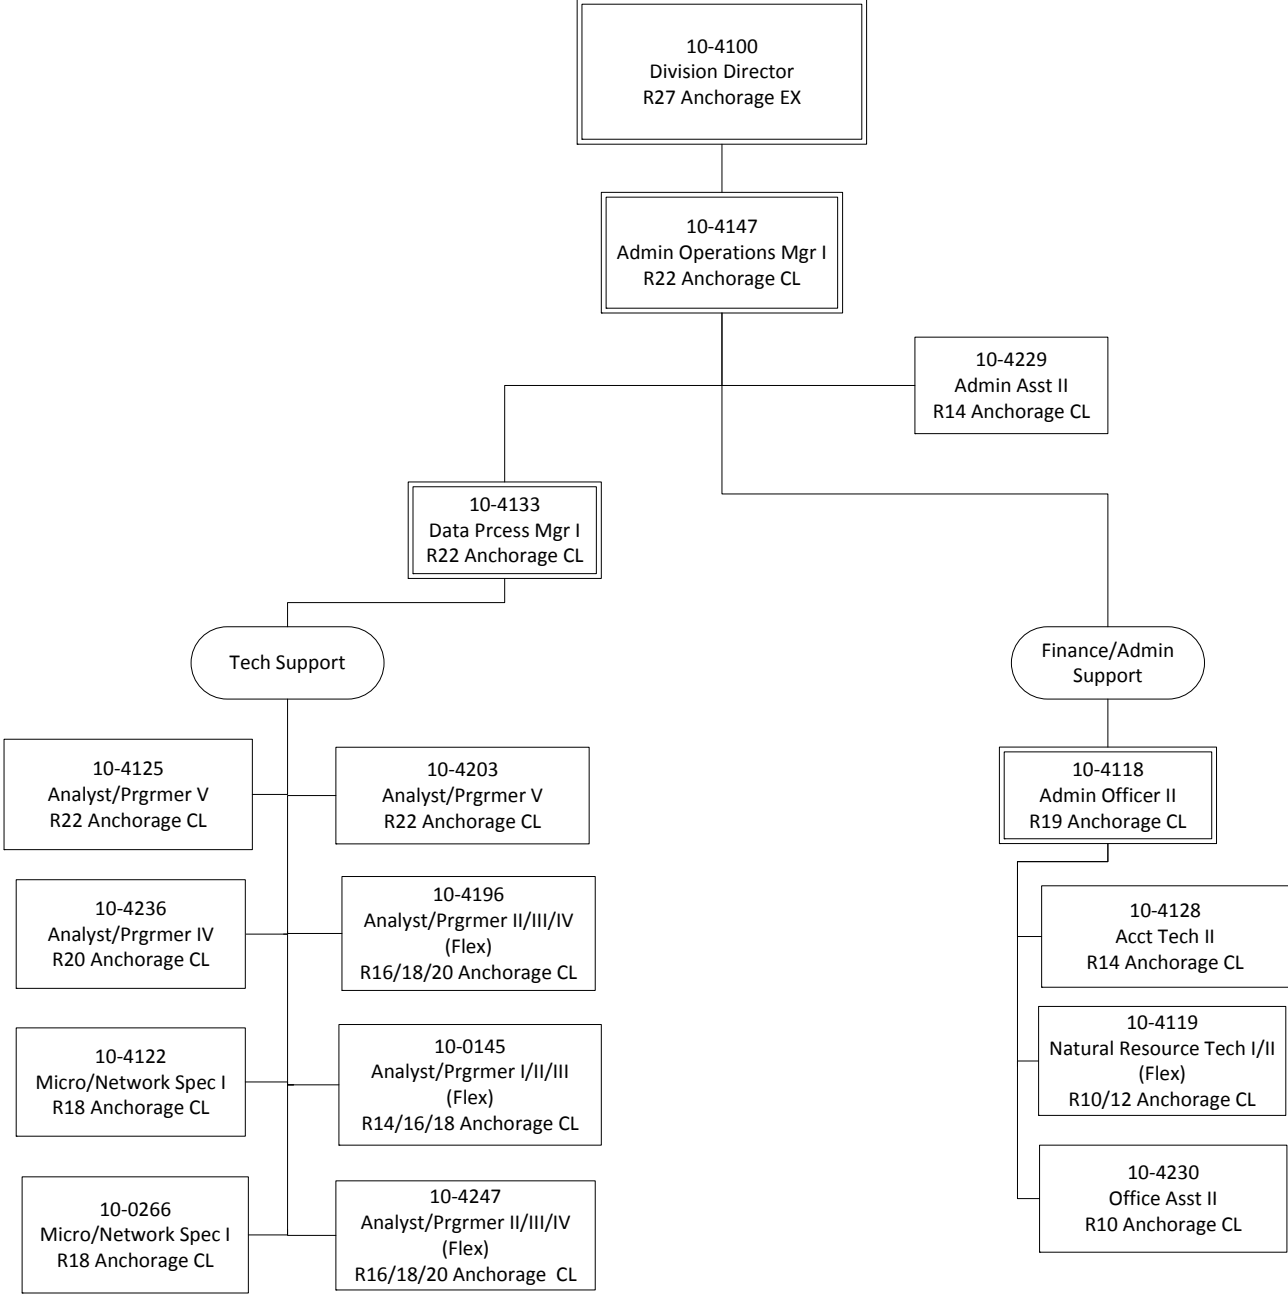 10-4100
Division Director
R27 Anchorage EX
10-4147
Admin Operations Mgr I
R22 Anchorage CL
10-4229
Admin Asst II
R14 Anchorage CL
10-4133
Data Prcess Mgr I
R22 Anchorage CL
Tech Support
Finance/Admin
Support
10-4125
Analyst/Prgrmer V
R22 Anchorage CL
10-4203
Analyst/Prgrmer V
R22 Anchorage CL
10-4118
Admin Officer II
R19 Anchorage CL
10-4236
Analyst/Prgrmer IV
R20 Anchorage CL
10-4196
Analyst/Prgrmer II/III/IV
(Flex)
R16/18/20 Anchorage CL
10-4128
Acct Tech II
R14 Anchorage CL
10-4122
Micro/Network Spec I
R18 Anchorage CL
10-0145
Analyst/Prgrmer I/II/III
(Flex)
R14/16/18 Anchorage CL
10-4119
Natural Resource Tech I/II
(Flex)
R10/12 Anchorage CL
10-0266
Micro/Network Spec I
R18 Anchorage CL
10-4247
Analyst/Prgrmer II/III/IV
(Flex)
R16/18/20 Anchorage  CL
10-4230
Office Asst II
R10 Anchorage CL